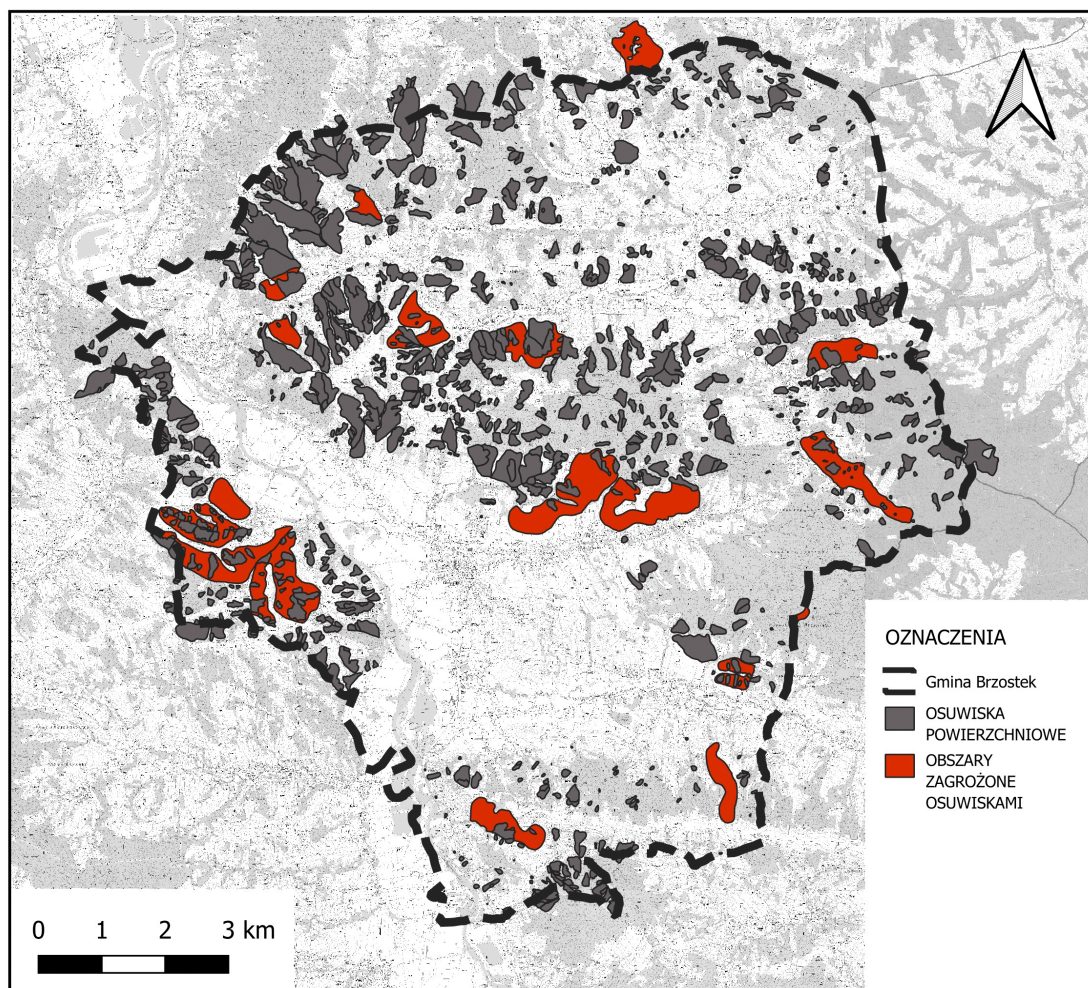 OZNACZENIA
Gmina Brzostek
OSUWISKA
POWIERZCHNIOWE
OBSZARY
ZAGROŻONE
OSUWISKAMI
0 1 2 3 km